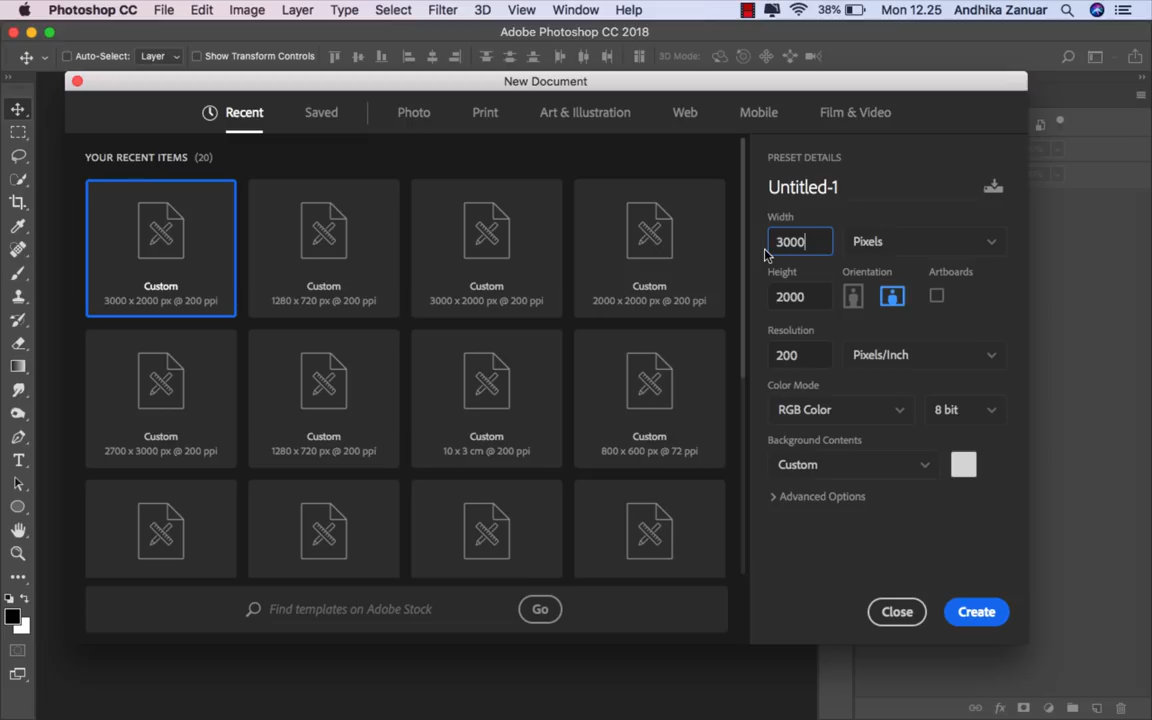 Photoshop CC File Edit Image Layer Type Select Filter 3D View Window Help 38% Mon 12.25 Andhika Zanuar
Adobe Photoshop CC 2018
Auto-Select: Layer Show Transform Controls 3D Mode:
New Document
Recent Saved Photo Print Art & Illustration Web Mobile Film & Video
YOUR RECENT ITEMS (20)
Custom Custom Custom Custom
3000 x 2000 px @ 200 ppi 1280 x 720 px @ 200 ppi 3000 x 2000 px @ 200 ppi 2000 x 2000 px @ 200 ppi
Custom Custom Custom Custom
2700 x 3000 px @ 200 ppi 1280 x 720 px @ 200 ppi 10 x 3 cm @ 200 ppi 800 x 600 px @ 72 ppi
Find templates on Adobe Stock Go
PRESET DETAILS
Untitled-1
Width
3000 Pixels
Height Orientation Artboards
2000
Resolution
200 Pixels/Inch
Color Mode
RGB Color 8 bit
Background Contents
Custom
Advanced Options
Close Create
fx